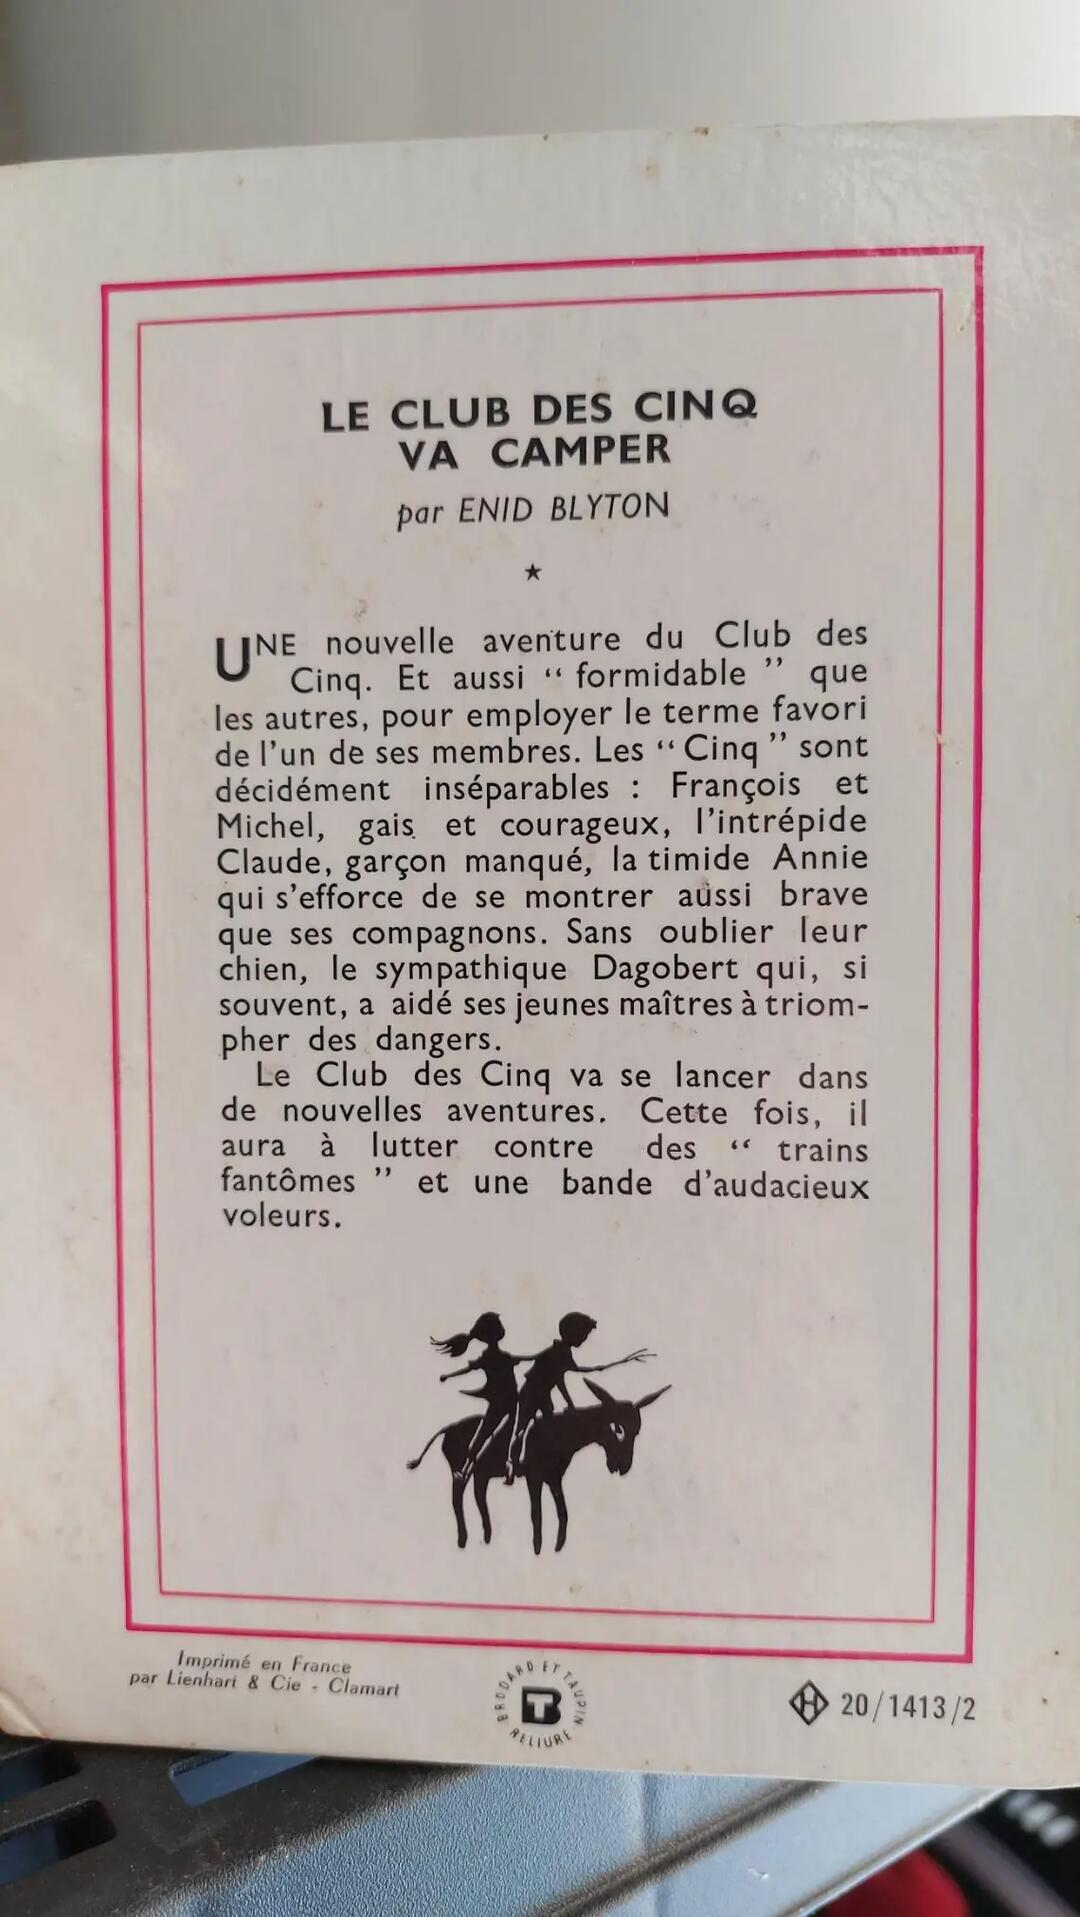 LE CLUB DES CINQ
VA CAMPER
par ENID BLYTON
★
UNE nouvelle aventure du Club des
Cinq. Et aussi “ formidable ” que
les autres, pour employer le terme favori
de l’un de ses membres. Les “ Cinq ” sont
décidément inséparables : François et
Michel, gais et courageux, l’intrépide
Claude, garçon manqué, la timide Annie
qui s’efforce de se montrer aussi brave
que ses compagnons. Sans oublier leur
chien, le sympathique Dagobert qui, si
souvent, a aidé ses jeunes maîtres à triom-
pher des dangers.
Le Club des Cinq va se lancer dans
de nouvelles aventures. Cette fois, il
aura à lutter contre des “ trains
fantômes ” et une bande d’audacieux
voleurs.
Imprimé en France
par Lienhart & Cie - Clamart
BRODARD ET TAUPIN
RELIURE
H 20/1413/2